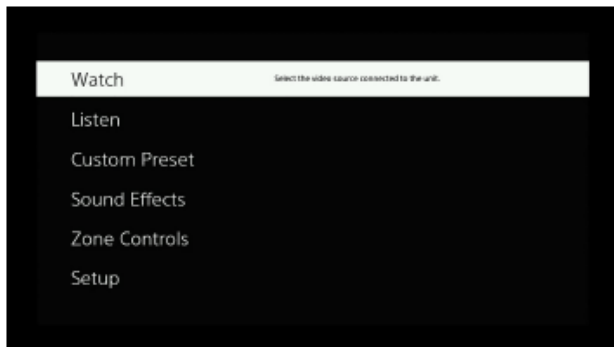 Watch Select the video source connected to the unit.
Listen
Custom Preset
Sound Effects
Zone Controls
Setup